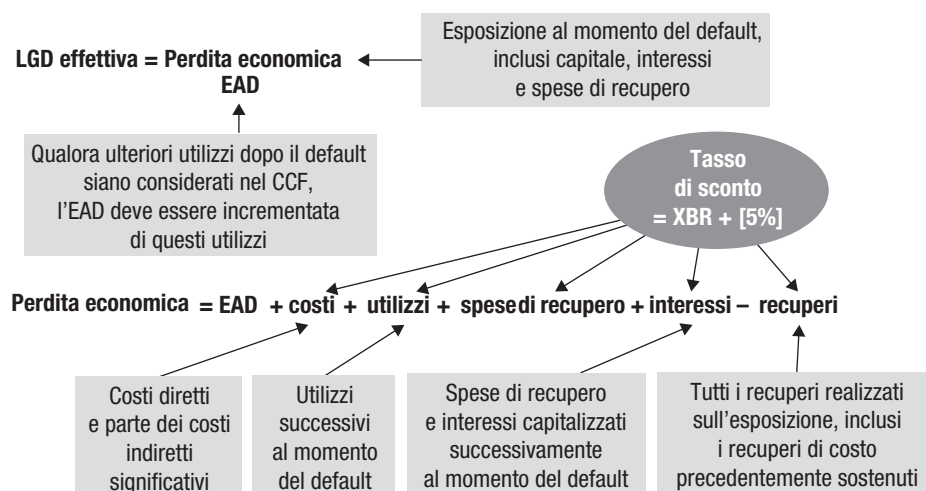 Esposizione al momento del default,
inclusi capitale, interessi
e spese di recupero
LGD effettiva = Perdita economica
EAD
Qualora ulteriori utilizzi dopo il default
siano considerati nel CCF,
l'EAD deve essere incrementata
di questi utilizzi
Tasso
di sconto
= XBR + [5%]
Perdita economica = EAD + costi + utilizzi + spese di recupero + interessi – recuperi
Costi diretti
e parte dei costi
indiretti
significativi
Utilizzi
successivi
al momento
del default
Spese di recupero
e interessi capitalizzati
successivamente
al momento del default
Tutti i recuperi realizzati
sull'esposizione, inclusi
i recuperi di costo
precedentemente sostenuti